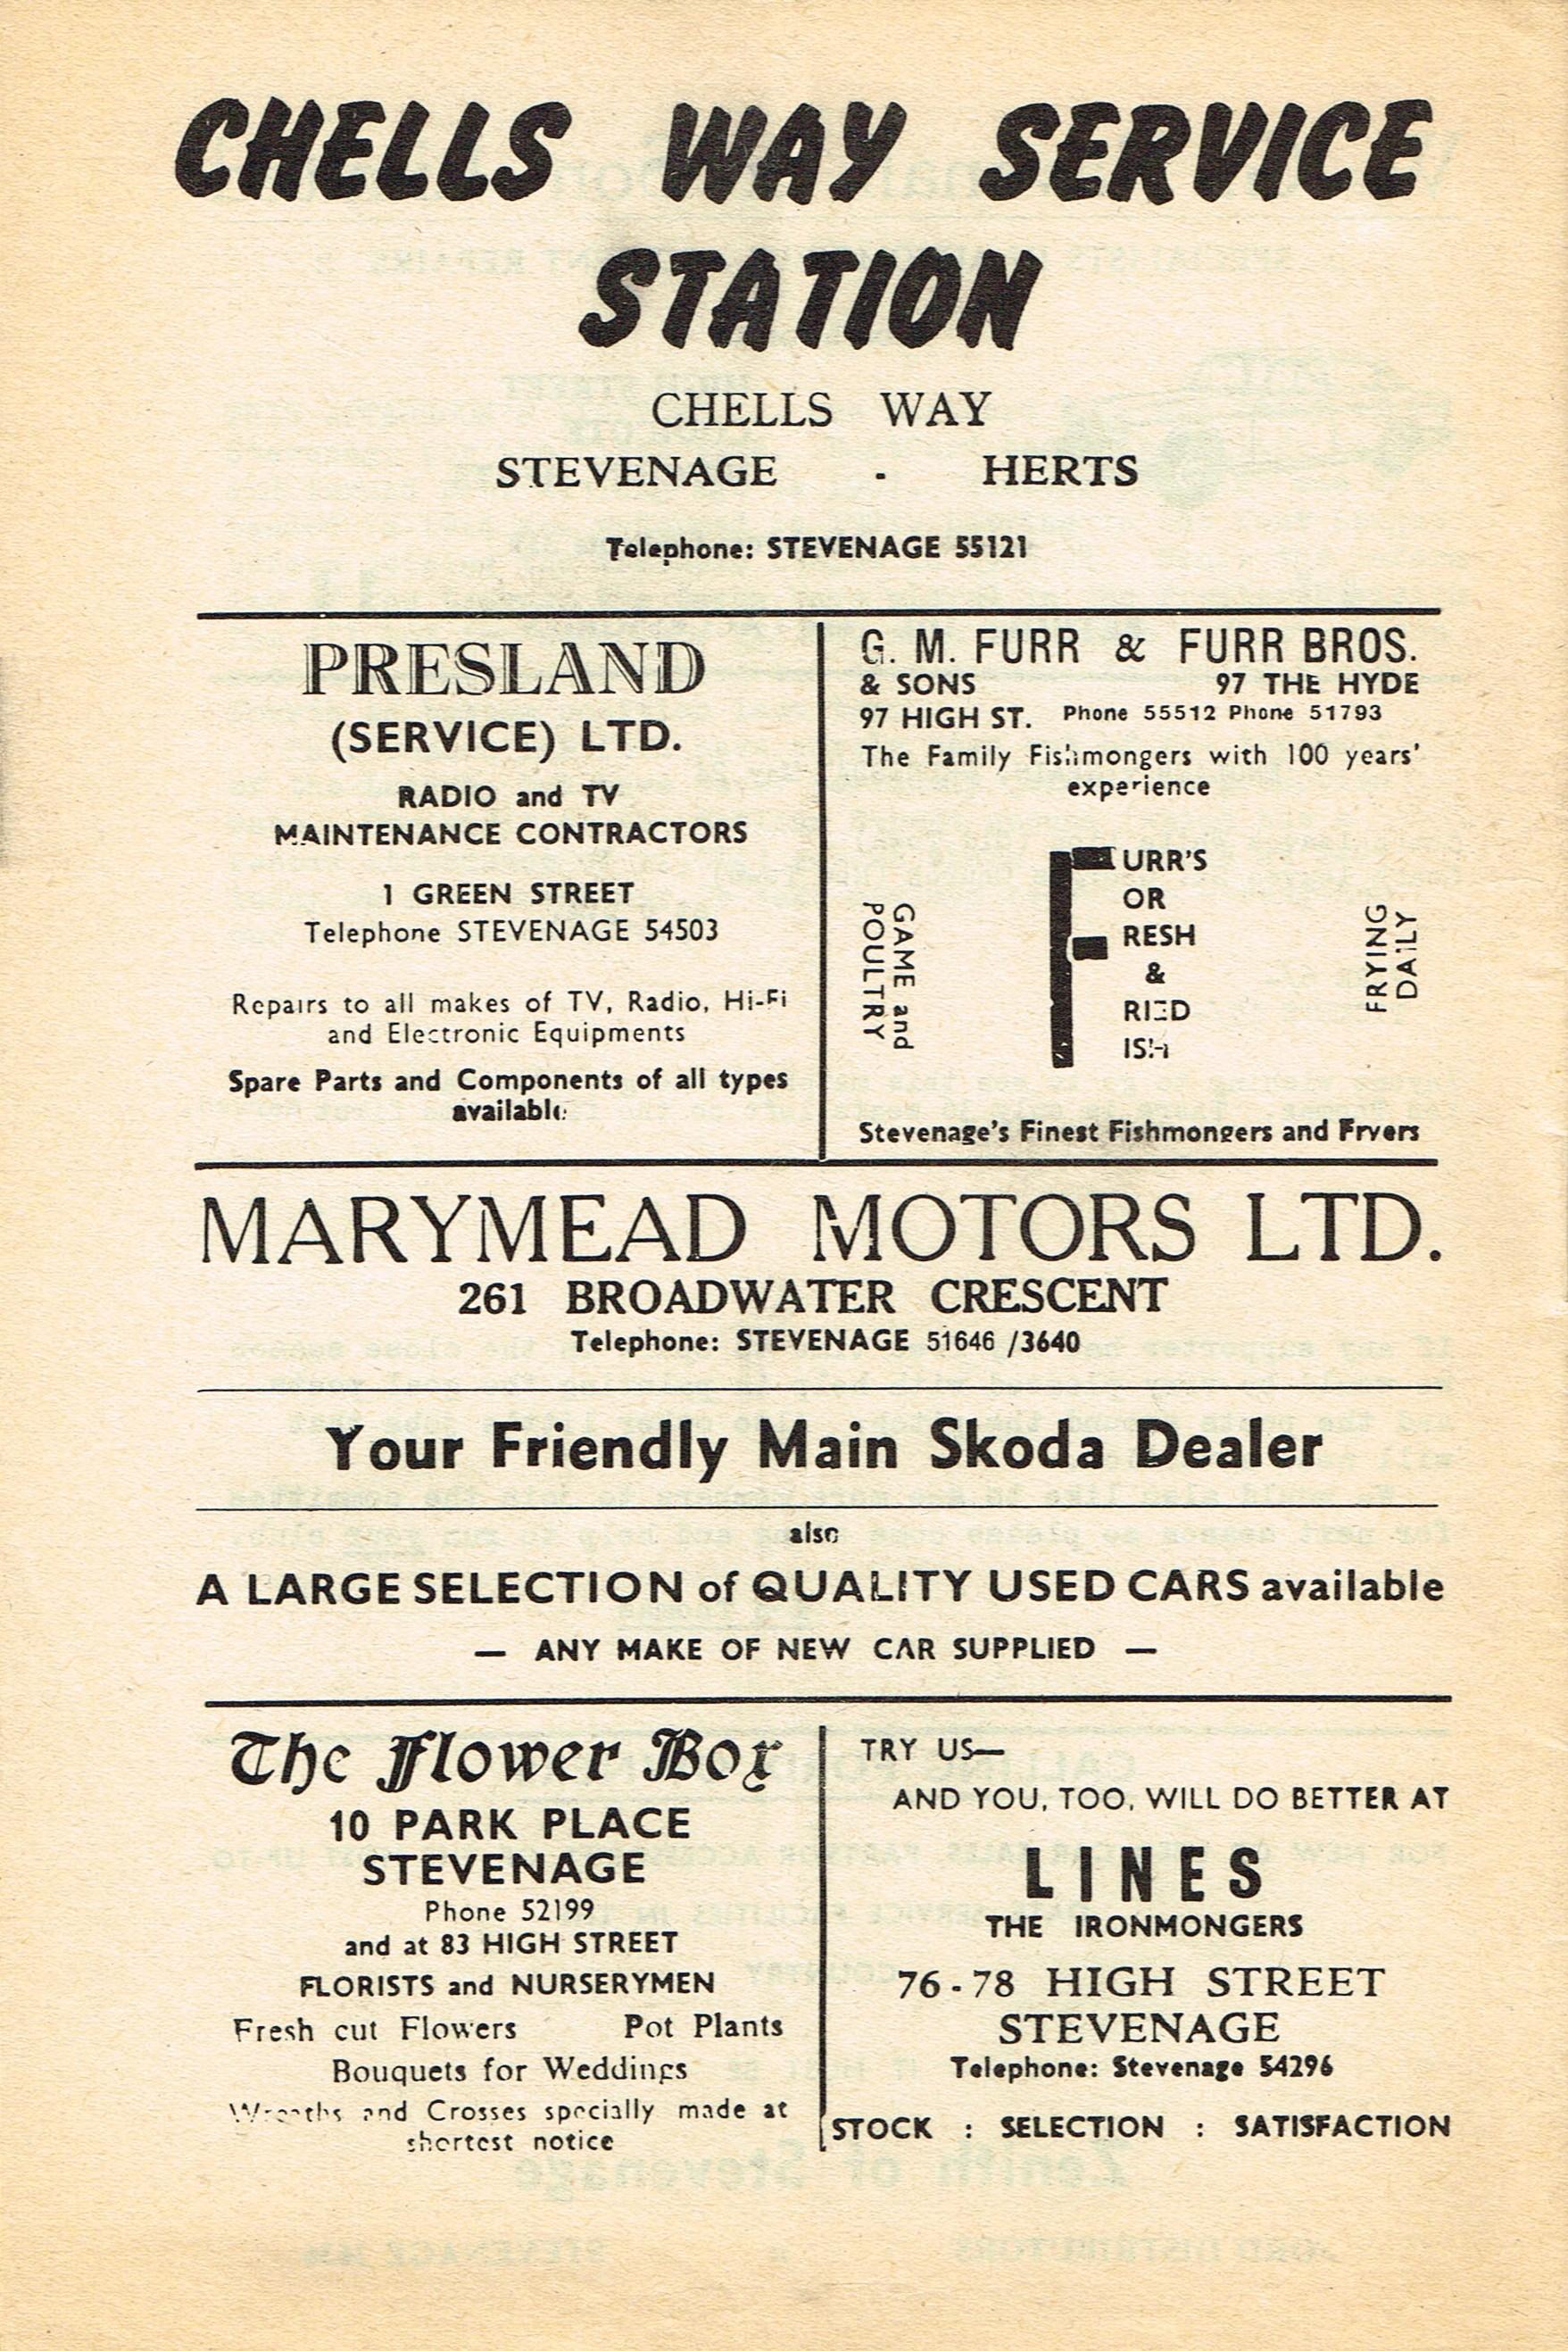 CHELLS WAY SERVICE
STATION
CHELLS WAY
STEVENAGE - HERTS
Telephone: STEVENAGE 55121
PRESLAND
(SERVICE) LTD.
RADIO and TV
MAINTENANCE CONTRACTORS
1 GREEN STREET
Telephone STEVENAGE 54503
Repairs to all makes of TV, Radio, Hi-Fi
and Electronic Equipments
Spare Parts and Components of all types
available
G. M. FURR & FURR BROS.
& SONS 97 THE HYDE
97 HIGH ST. Phone 55512 Phone 51793
The Family Fishmongers with 100 years'
experience
GAME and
POULTRY
FURR'S
OR
RESH
&
RIED
ISH
FRYING
DAILY
Stevenage's Finest Fishmongers and Fryers
MARYMEAD MOTORS LTD.
261 BROADWATER CRESCENT
Telephone: STEVENAGE 51646 /3640
Your Friendly Main Skoda Dealer
also
A LARGE SELECTION of QUALITY USED CARS available
— ANY MAKE OF NEW CAR SUPPLIED —
The Flower Box
10 PARK PLACE
STEVENAGE
Phone 52199
and at 83 HIGH STREET
FLORISTS and NURSERYMEN
Fresh cut Flowers Pot Plants
Bouquets for Weddings
Wreaths and Crosses specially made at
shortest notice
TRY US—
AND YOU, TOO, WILL DO BETTER AT
LINES
THE IRONMONGERS
76-78 HIGH STREET
STEVENAGE
Telephone: Stevenage 54296
STOCK : SELECTION : SATISFACTION